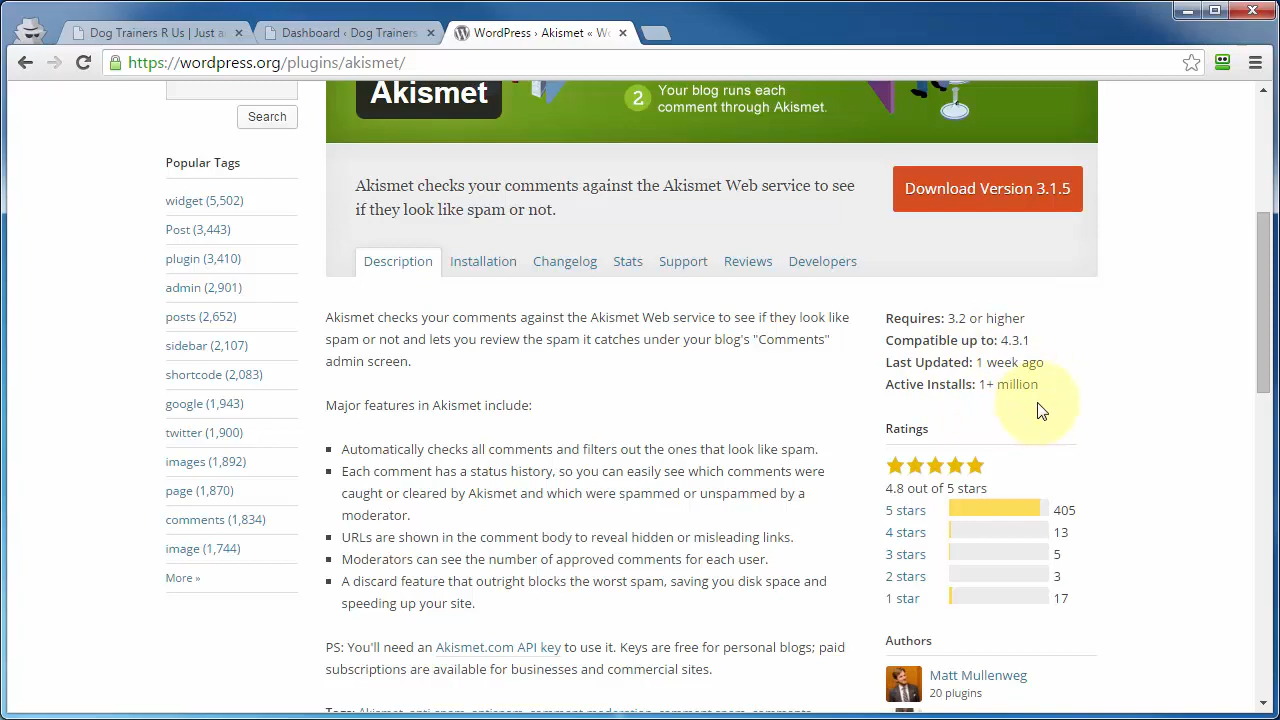 Dog Trainers R Us | Just a
Dashboard ‹ Dog Trainers
WordPress › Akismet « Wo
https://wordpress.org/plugins/akismet/
Akismet
2
Your blog runs each
comment through Akismet.
Search
Popular Tags
widget (5,502)
Post (3,443)
plugin (3,410)
admin (2,901)
posts (2,652)
sidebar (2,107)
shortcode (2,083)
google (1,943)
twitter (1,900)
images (1,892)
page (1,870)
comments (1,834)
image (1,744)
More »
Akismet checks your comments against the Akismet Web service to see
if they look like spam or not.
Download Version 3.1.5
Description Installation Changelog Stats Support Reviews Developers
Akismet checks your comments against the Akismet Web service to see if they look like
spam or not and lets you review the spam it catches under your blog's "Comments"
admin screen.
Major features in Akismet include:
Automatically checks all comments and filters out the ones that look like spam.
Each comment has a status history, so you can easily see which comments were
caught or cleared by Akismet and which were spammed or unspammed by a
moderator.
URLs are shown in the comment body to reveal hidden or misleading links.
Moderators can see the number of approved comments for each user.
A discard feature that outright blocks the worst spam, saving you disk space and
speeding up your site.
PS: You'll need an Akismet.com API key to use it. Keys are free for personal blogs; paid
subscriptions are available for businesses and commercial sites.
Tags: Akismet, anti spam, antispam, comment moderation, comment spam, comments
Requires: 3.2 or higher
Compatible up to: 4.3.1
Last Updated: 1 week ago
Active Installs: 1+ million
Ratings
4.8 out of 5 stars
5 stars 405
4 stars 13
3 stars 5
2 stars 3
1 star 17
Authors
Matt Mullenweg
20 plugins